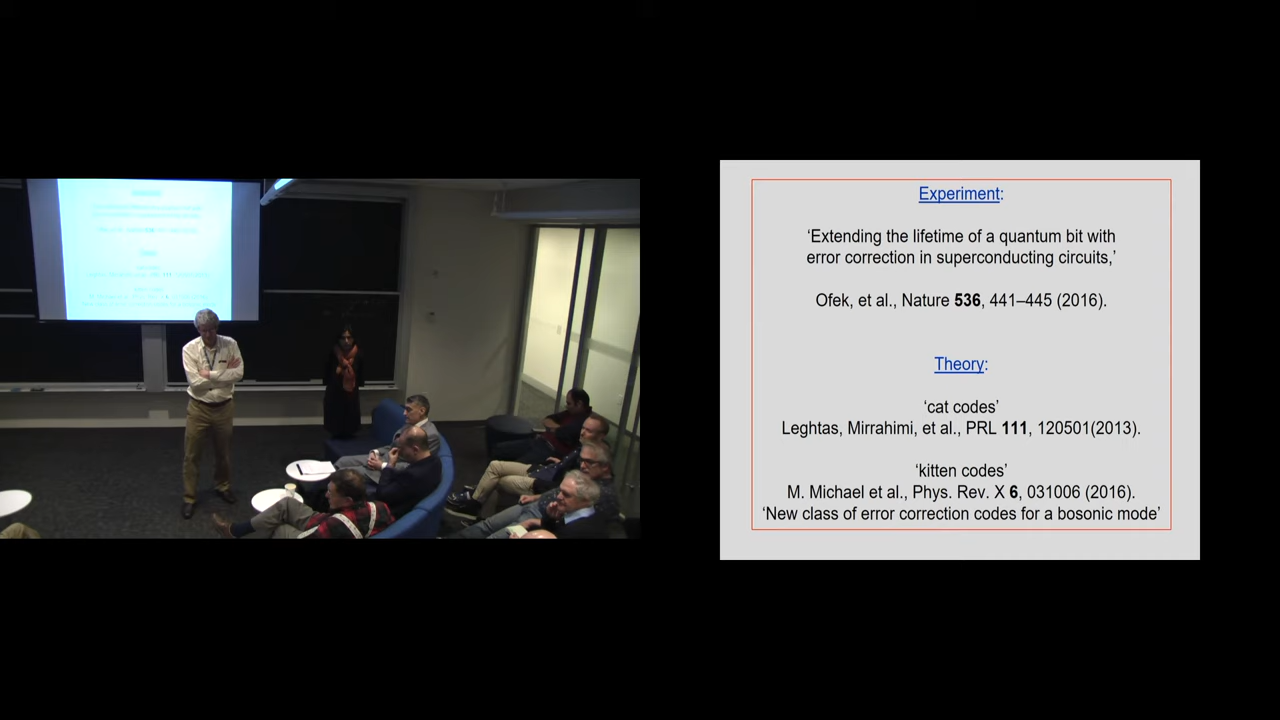 Experiment:
‘Extending the lifetime of a quantum bit with
error correction in superconducting circuits,’
Ofek, et al., Nature 536, 441–445 (2016).
Theory:
‘cat codes’
Leghtas, Mirrahimi, et al., PRL 111, 120501(2013).
‘kitten codes’
M. Michael et al., Phys. Rev. X 6, 031006 (2016).
‘New class of error correction codes for a bosonic mode’